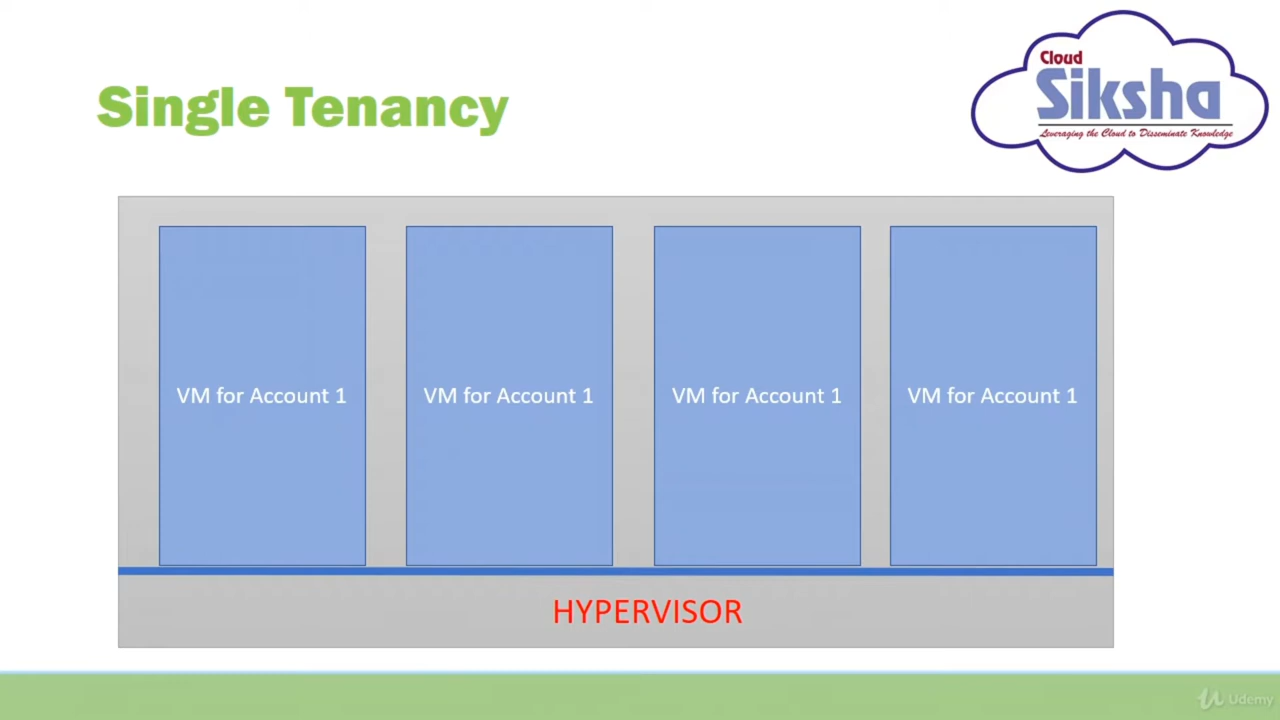 Single Tenancy
Cloud
Siksha
Leveraging the Cloud to Disseminate Knowledge
VM for Account 1
VM for Account 1
VM for Account 1
VM for Account 1
HYPERVISOR
Udemy